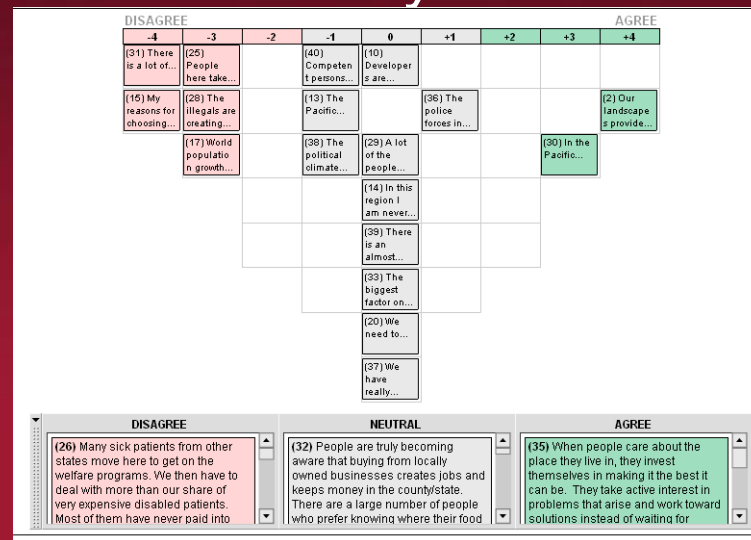 DISAGREE AGREE
-4 -3 -2 -1 0 +1 +2 +3 +4
(31) There
is a lot of...
(25)
People
here take...
(40)
Competen
t persons...
(10)
Developer
s are...
(15) My
reasons for
choosing...
(28) The
illegals are
creating...
(13) The
Pacific...
(36) The
police
forces in...
(2) Our
landscape
s provide...
(17) World
populatio
n growth...
(38) The
political
climate...
(29) A lot
of the
people...
(30) In the
Pacific...
(14) In this
region I
am never...
(39) There
is an
almost...
(33) The
biggest
factor on...
(20) We
need to...
(37) We
have
really...
DISAGREE
(26) Many sick patients from other
states move here to get on the
welfare programs. We then have to
deal with more than our share of
very expensive disabled patients.
Most of them have never paid into
NEUTRAL
(32) People are truly becoming
aware that buying from locally
owned businesses creates jobs and
keeps money in the county/state.
There are a large number of people
who prefer knowing where their food
AGREE
(35) When people care about the
place they live in, they invest
themselves in making it the best it
can be. They take active interest in
problems that arise and work toward
solutions instead of waiting for